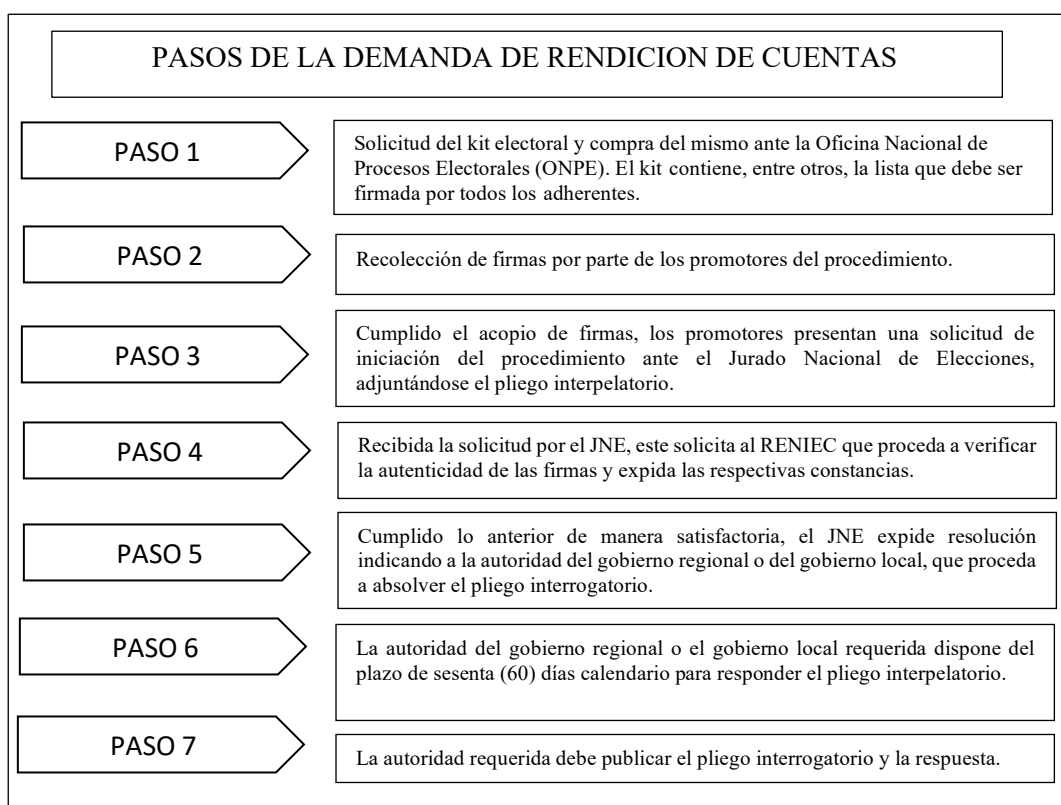 PASOS DE LA DEMANDA DE RENDICION DE CUENTAS
PASO 1
Solicitud del kit electoral y compra del mismo ante la Oficina Nacional de
Procesos Electorales (ONPE). El kit contiene, entre otros, la lista que debe ser
firmada por todos los adherentes.
PASO 2
Recolección de firmas por parte de los promotores del procedimiento.
PASO 3
Cumplido el acopio de firmas, los promotores presentan una solicitud de
iniciación del procedimiento ante el Jurado Nacional de Elecciones,
adjuntándose el pliego interpelatorio.
PASO 4
Recibida la solicitud por el JNE, este solicita al RENIEC que proceda a verificar
la autenticidad de las firmas y expida las respectivas constancias.
PASO 5
Cumplido lo anterior de manera satisfactoria, el JNE expide resolución
indicando a la autoridad del gobierno regional o del gobierno local, que proceda
a absolver el pliego interrogatorio.
PASO 6
La autoridad del gobierno regional o el gobierno local requerida dispone del
plazo de sesenta (60) días calendario para responder el pliego interpelatorio.
PASO 7
La autoridad requerida debe publicar el pliego interrogatorio y la respuesta.